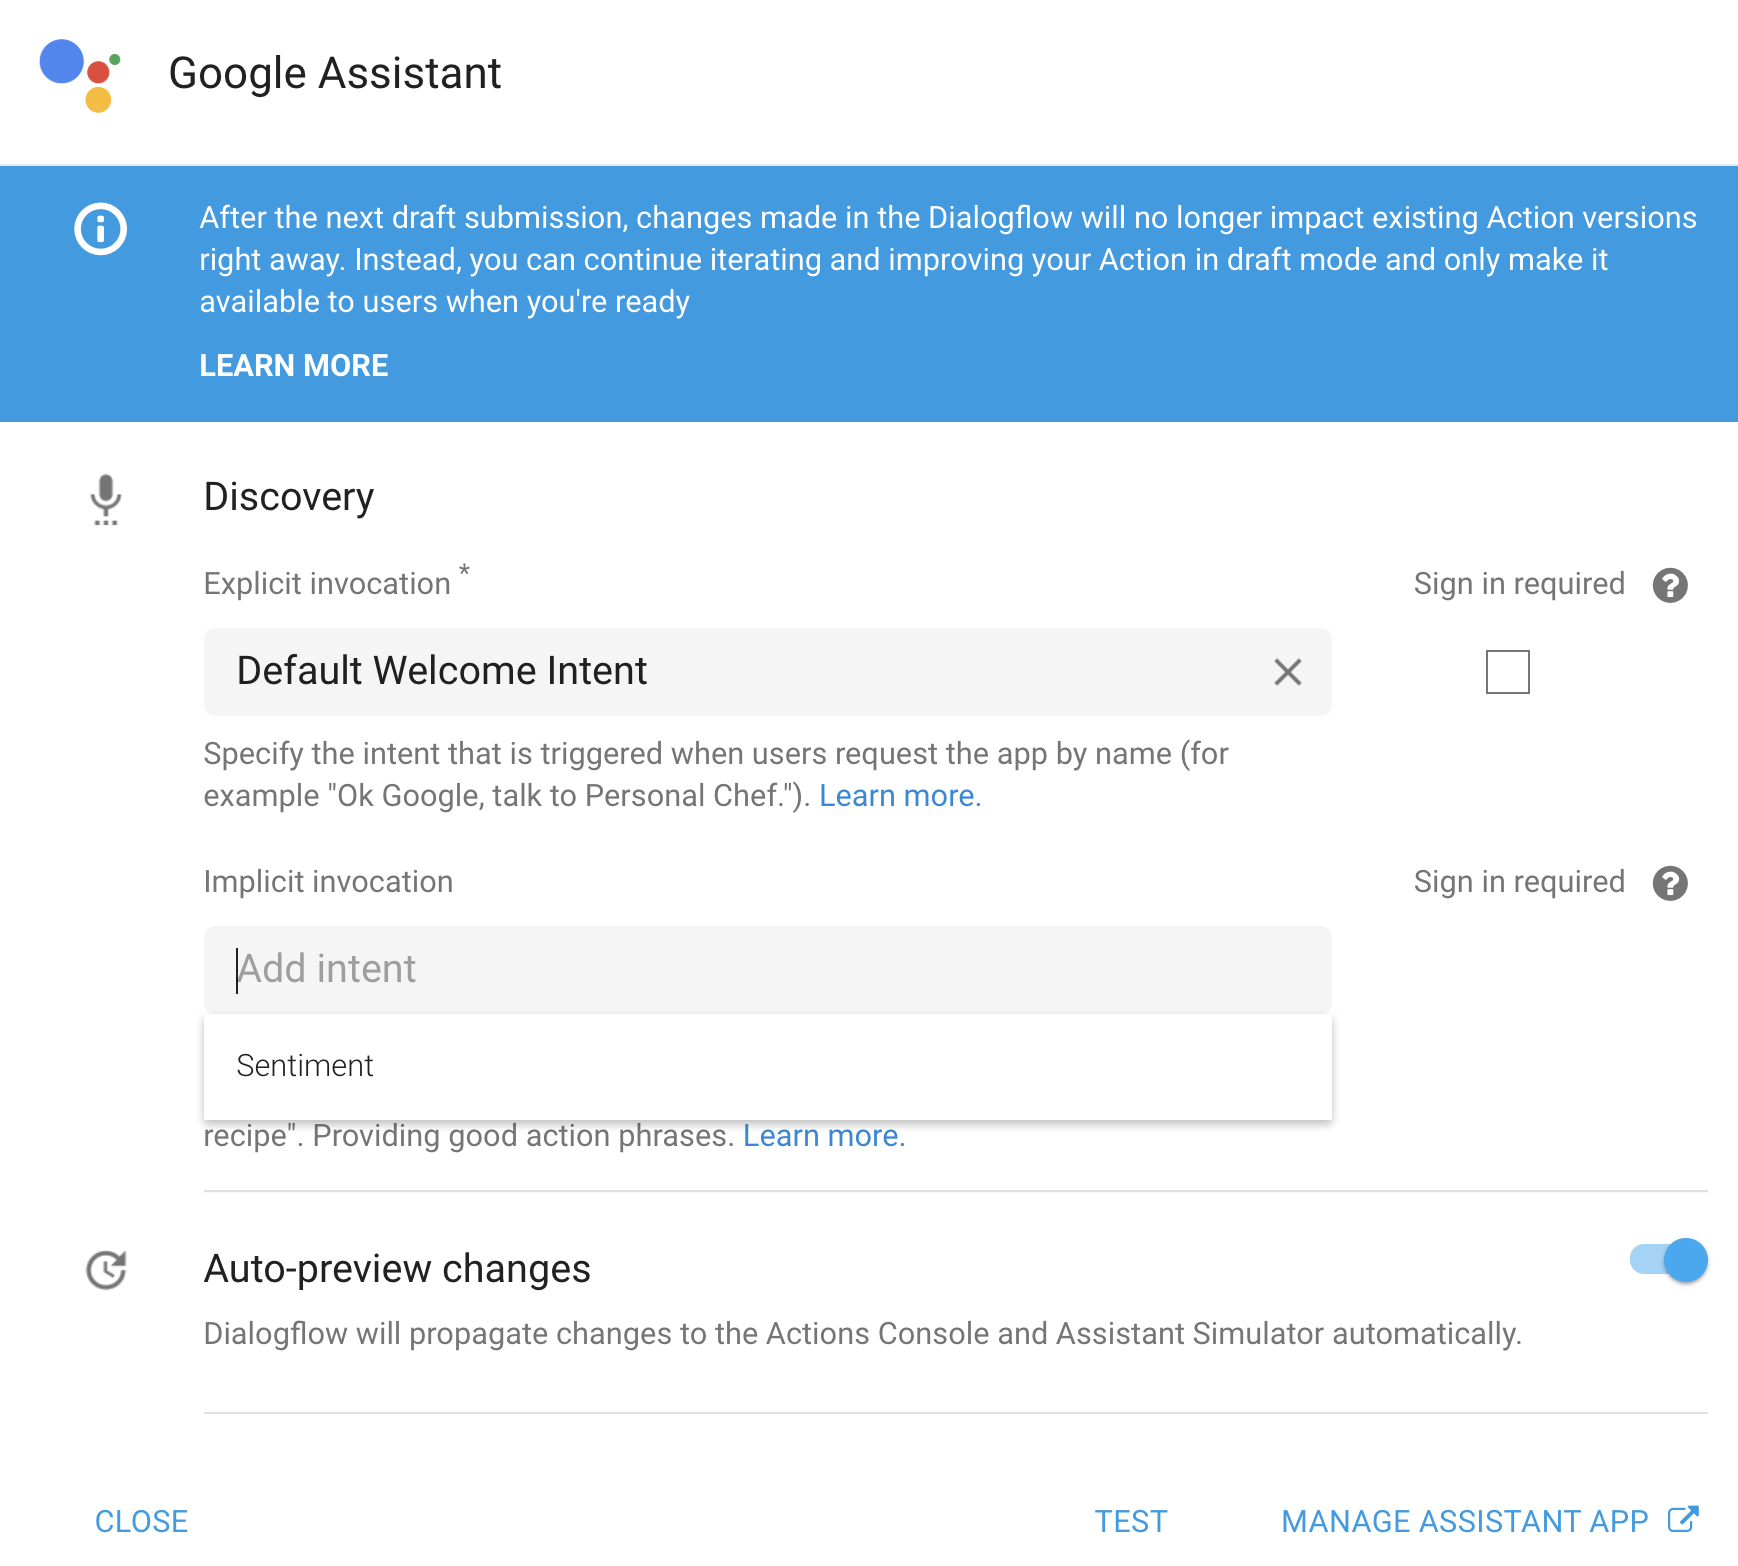 Google Assistant
After the next draft submission, changes made in the Dialogflow will no longer impact existing Action versions
right away. Instead, you can continue iterating and improving your Action in draft mode and only make it
available to users when you're ready
LEARN MORE
Discovery
Explicit invocation *
Sign in required
Default Welcome Intent
Specify the intent that is triggered when users request the app by name (for
example "Ok Google, talk to Personal Chef."). Learn more.
Implicit invocation
Sign in required
Add intent
Sentiment
recipe". Providing good action phrases. Learn more.
Auto-preview changes
Dialogflow will propagate changes to the Actions Console and Assistant Simulator automatically.
CLOSE
TEST
MANAGE ASSISTANT APP